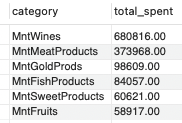 category total_spent
MntWines 680816.00
MntMeatProducts 373968.00
MntGoldProds 98609.00
MntFishProducts 84057.00
MntSweetProducts 60621.00
MntFruits 58917.00